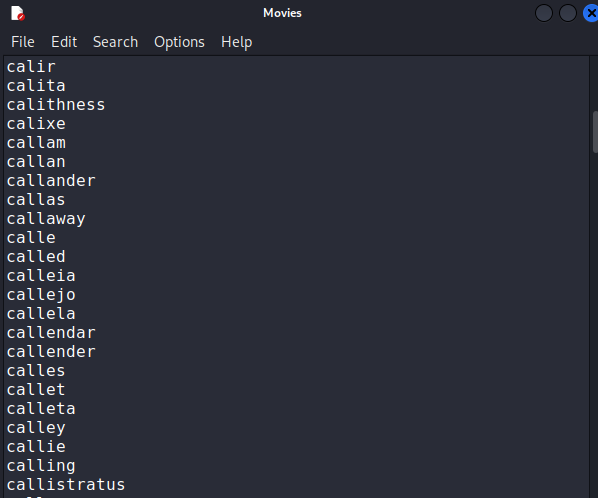 Movies
File Edit Search Options Help
calir
calita
calithness
calixe
callam
callan
callander
callas
callaway
calle
called
calleia
callejo
callela
callendar
callender
calles
callet
calleta
calley
callie
calling
callistratus